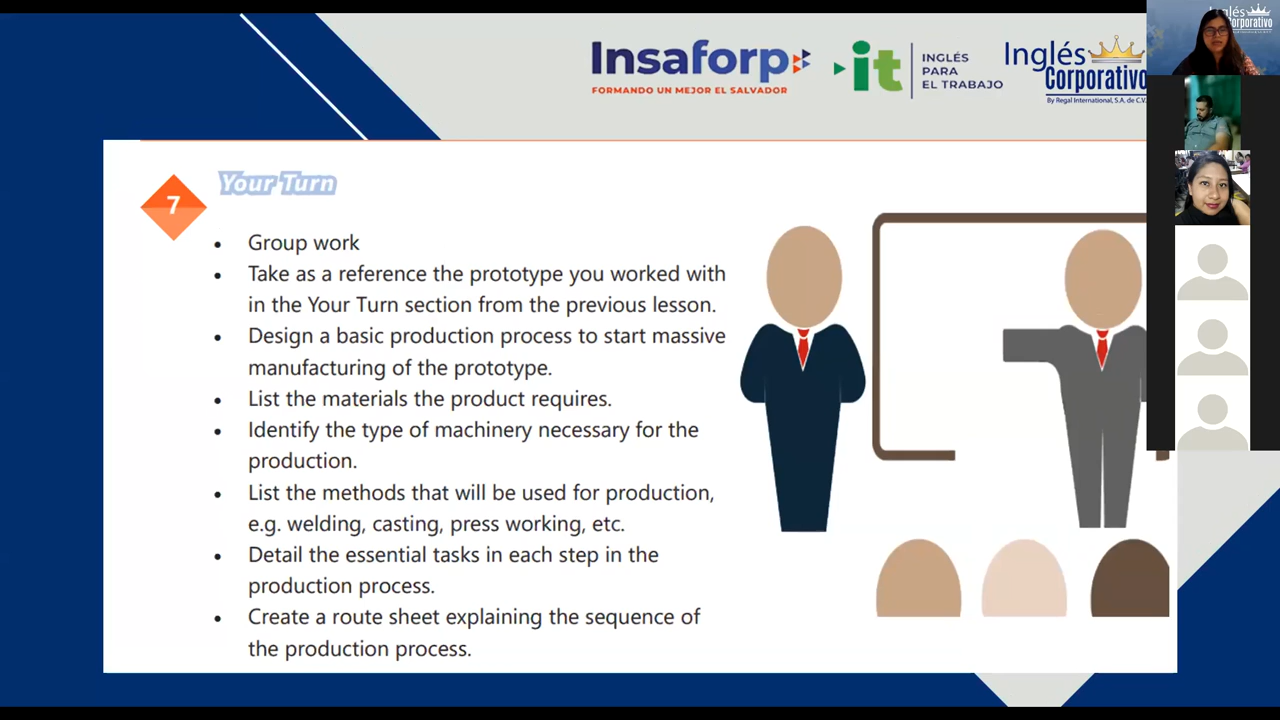 Insaforp
FORMANDO UN MEJOR EL SALVADOR
it
INGLÉS
PARA
EL TRABAJO
Inglés
Corporativo
By Regal International, S.A. de C.V.
Inglés
Corporativo
7
Your Turn
• Group work
• Take as a reference the prototype you worked with
in the Your Turn section from the previous lesson.
• Design a basic production process to start massive
manufacturing of the prototype.
• List the materials the product requires.
• Identify the type of machinery necessary for the
production.
• List the methods that will be used for production,
e.g. welding, casting, press working, etc.
• Detail the essential tasks in each step in the
production process.
• Create a route sheet explaining the sequence of
the production process.